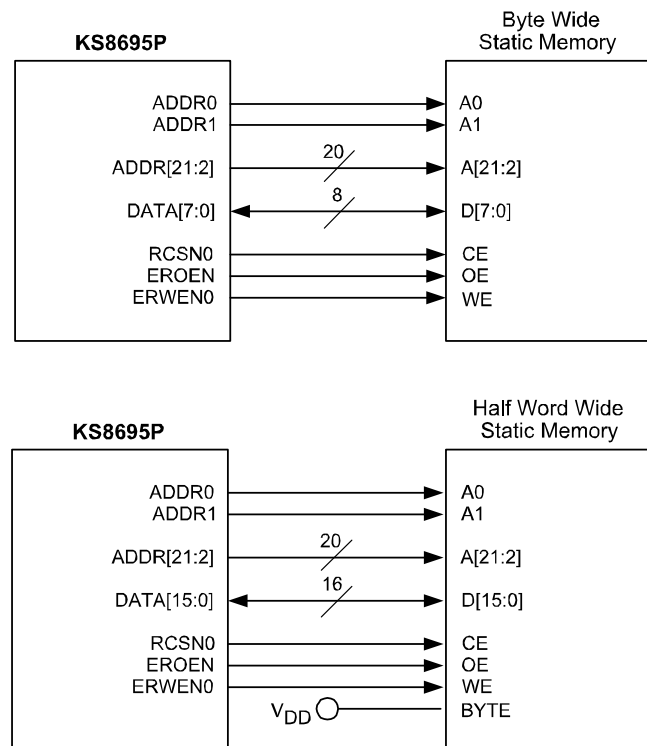 KS8695P
Byte Wide
Static Memory
ADDR0
A0
ADDR1
A1
ADDR[21:2]
20
A[21:2]
DATA[7:0]
8
D[7:0]
RCSN0
CE
EROEN
OE
ERWEN0
WE
KS8695P
Half Word Wide
Static Memory
ADDR0
A0
ADDR1
A1
ADDR[21:2]
20
A[21:2]
DATA[15:0]
16
D[15:0]
RCSN0
CE
EROEN
OE
ERWEN0
WE
VDD
BYTE